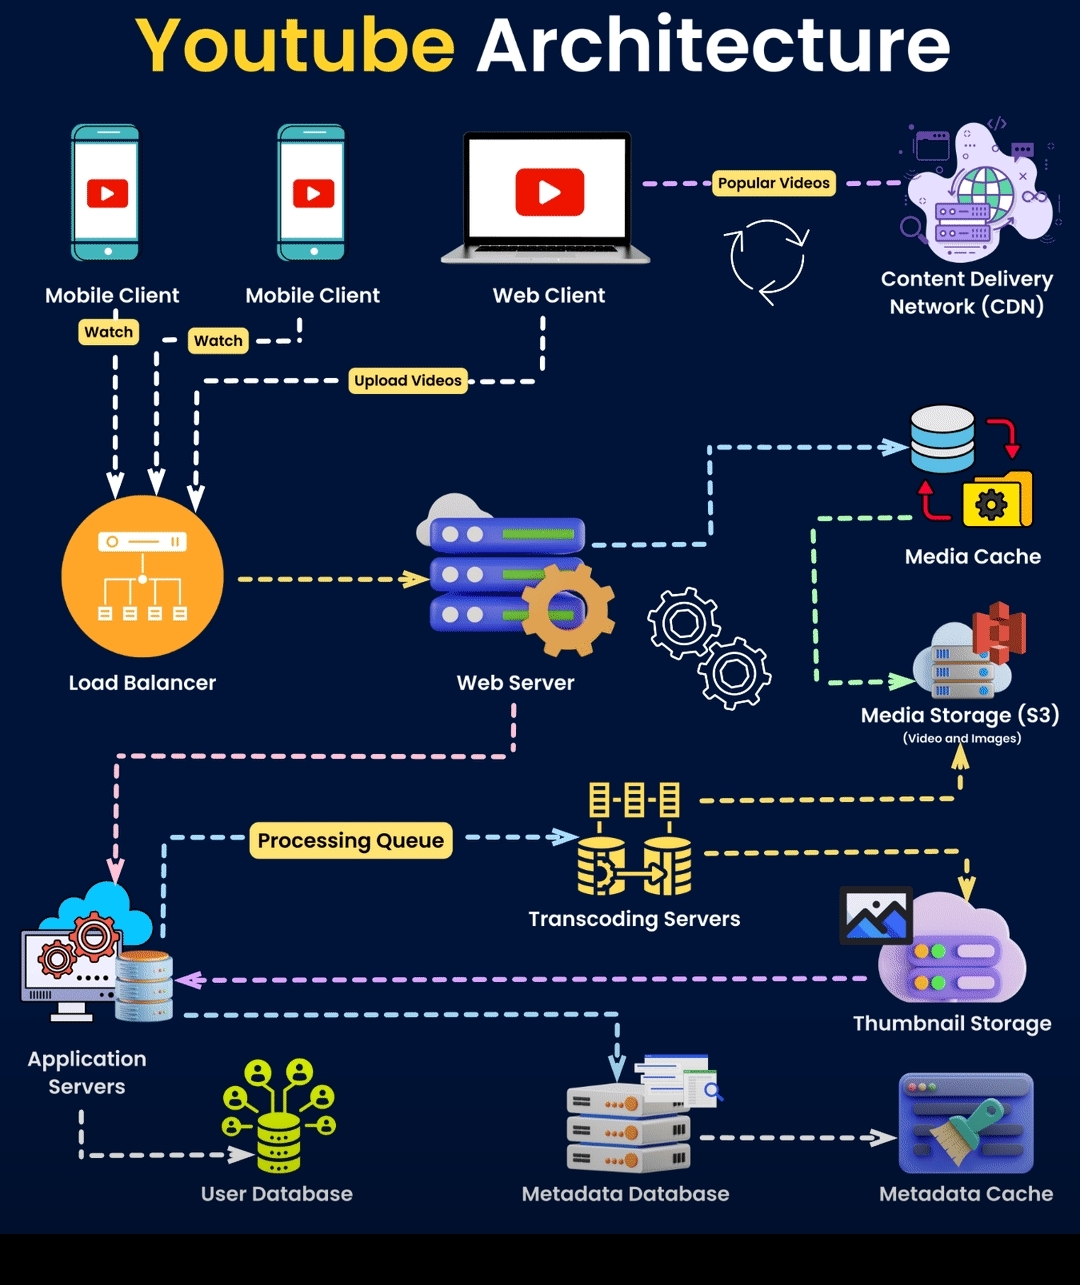 Youtube Architecture
Popular Videos
Mobile Client
Mobile Client
Web Client
Content Delivery
Network (CDN)
Watch
Watch
Upload Videos
Media Cache
Load Balancer
Web Server
Media Storage (S3)
(Video and Images)
Processing Queue
Transcoding Servers
Thumbnail Storage
Application
Servers
User Database
Metadata Database
Metadata Cache